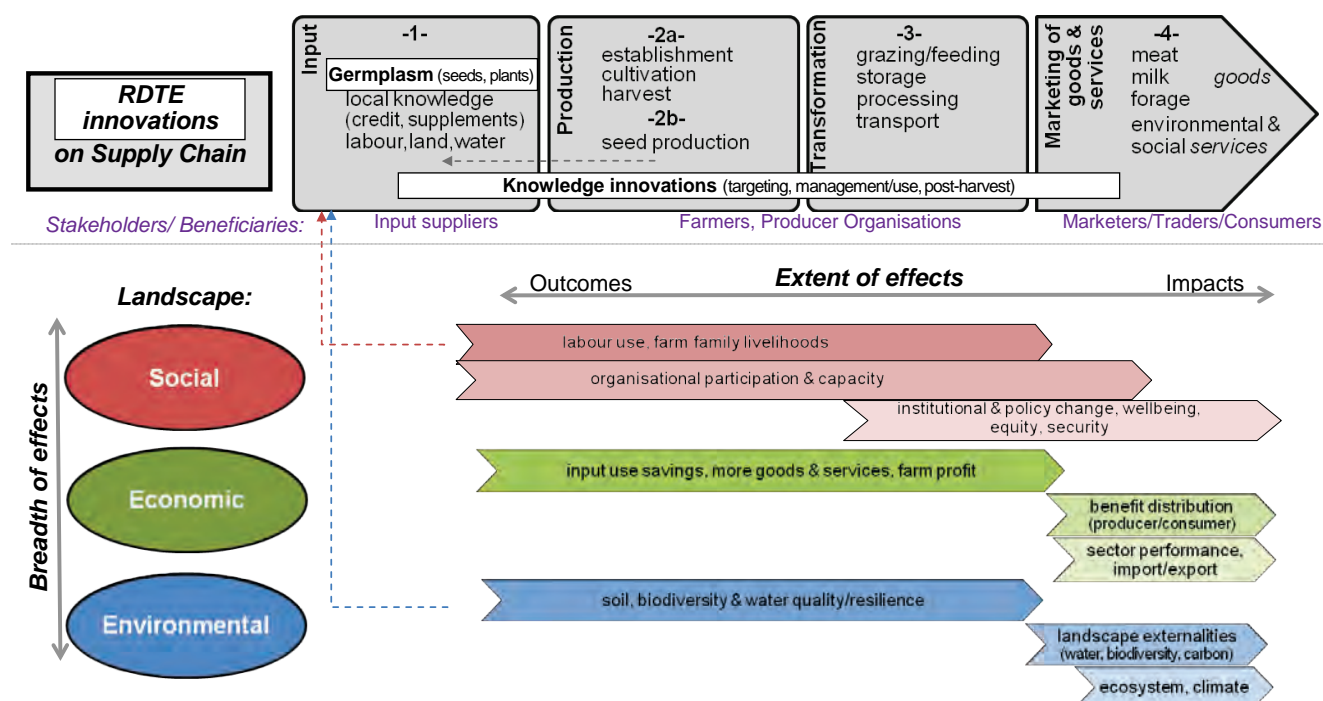 RDTE
innovations
on Supply Chain
Input
-1-
Germplasm (seeds, plants)
local knowledge
(credit, supplements)
labour,land,water
Production
-2a-
establishment
cultivation
harvest
-2b-
seed production
Transformation
-3-
grazing/feeding
storage
processing
transport
Marketing of
goods &
services
-4-
meat
milk goods
forage
environmental &
social services
Knowledge innovations (targeting, management/use, post-harvest)
Stakeholders/ Beneficiaries: Input suppliers Farmers, Producer Organisations Marketers/Traders/Consumers
Landscape:
Extent of effects
Outcomes Impacts
Breadth of effects
Social
labour use, farm family livelihoods
organisational participation & capacity
institutional & policy change, wellbeing,
equity, security
Economic
input use savings, more goods & services, farm profit
benefit distribution
(producer/consumer)
sector performance,
import/export
Environmental
soil, biodiversity & water quality/resilience
landscape externalities
(water, biodiversity, carbon)
ecosystem, climate